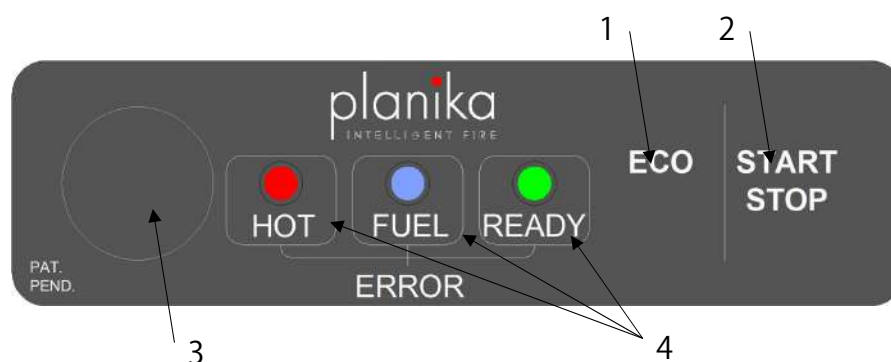 1
2
planika
INTELLIGENT FIRE
ECO
START
STOP
HOT
FUEL
READY
PAT.
PEND.
ERROR
3
4